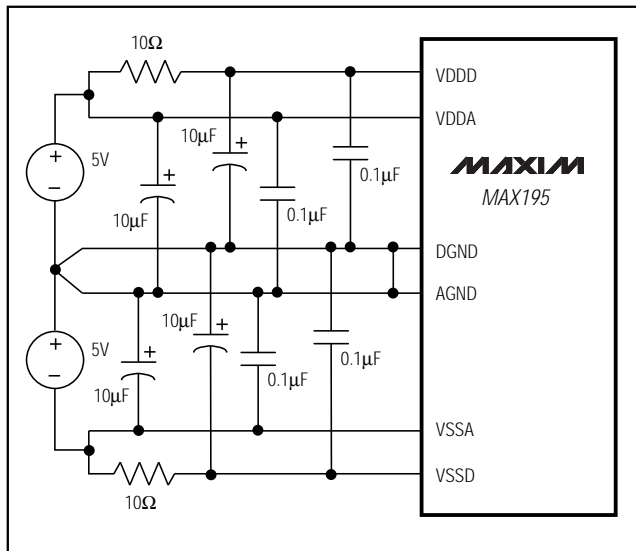 10Ω
VDDD
VDDA
10µF
+
+
5V
−
+
10µF
0.1µF
0.1µF
MAXIM
MAX195
DGND
AGND
10µF
+
+
5V
−
+
10µF
0.1µF
0.1µF
VSSA
VSSD
10Ω